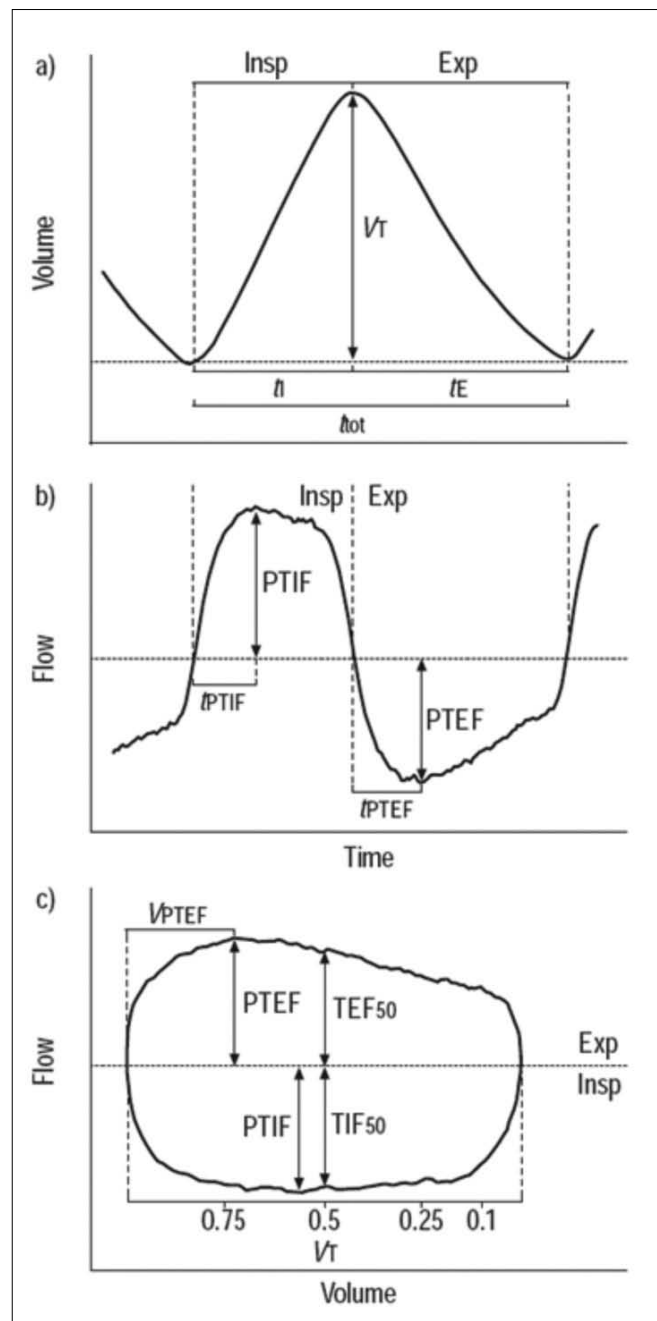 a)
Insp Exp
Volume
VT
tI tE
ttot
b)
Insp Exp
PTIF
Flow
tPTIF
PTEF
tPTEF
Time
c)
VPTEF
PTEF TEF50
Flow
Exp
Insp
PTIF TIF50
0.75 0.5 0.25 0.1
VT
Volume